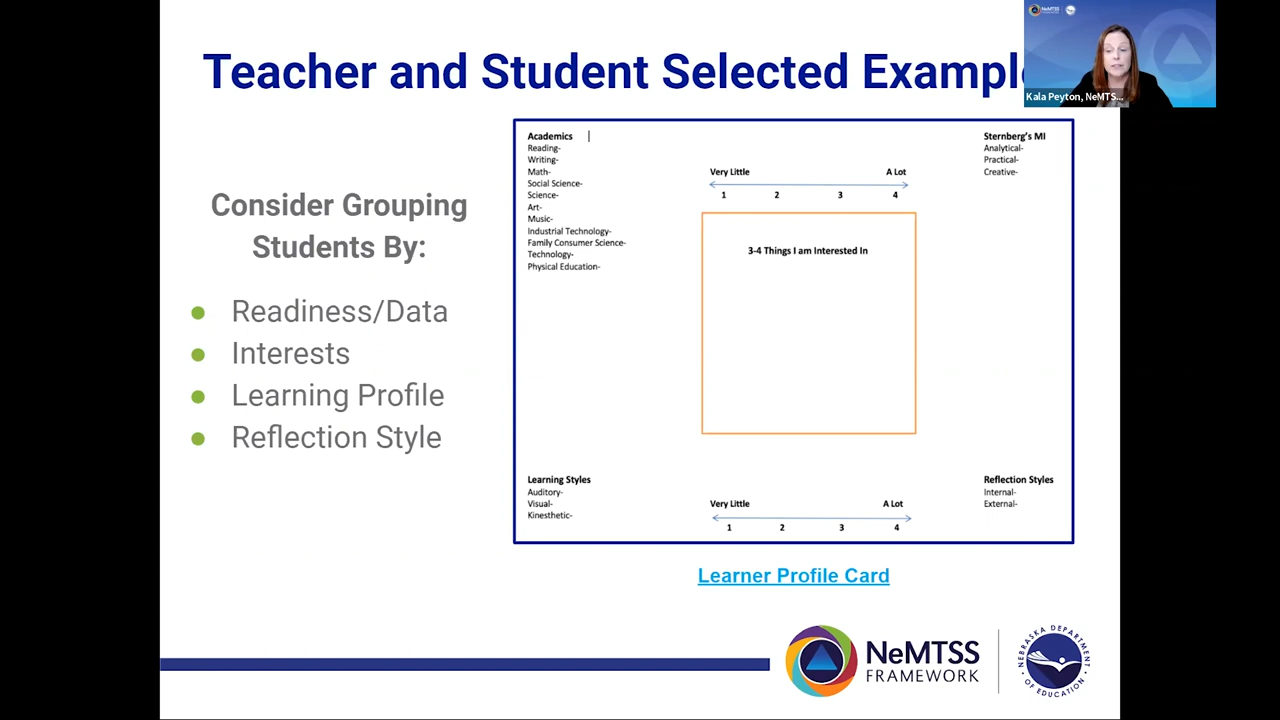 Teacher and Student Selected Example
NeMTSS
Kala Peyton, NeMTS...
Consider Grouping
Students By:
● Readiness/Data
● Interests
● Learning Profile
● Reflection Style
Academics
Reading-
Writing-
Math-
Social Science-
Science-
Art-
Music-
Industrial Technology-
Family Consumer Science-
Technology-
Physical Education-
Very Little A Lot
1 2 3 4
Sternberg's MI
Analytical-
Practical-
Creative-
3-4 Things I am Interested In
Learning Styles
Auditory-
Visual-
Kinesthetic-
Very Little A Lot
1 2 3 4
Reflection Styles
Internal-
External-
Learner Profile Card
NeMTSS
FRAMEWORK
NEBRASKA DEPARTMENT
OF EDUCATION